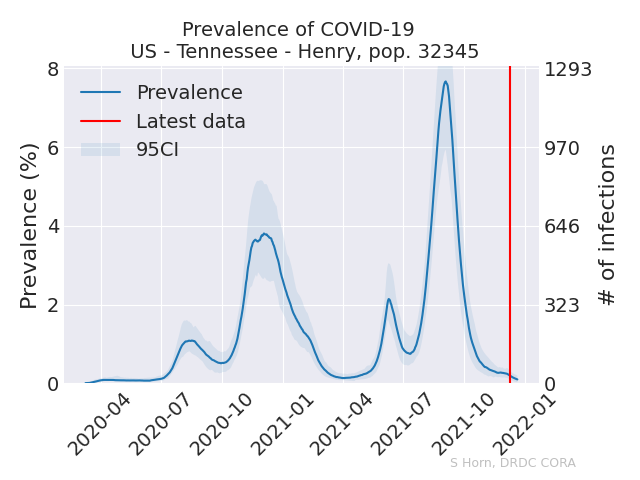 Prevalence of COVID-19
US - Tennessee - Henry, pop. 32345
Prevalence
Latest data
95CI
Prevalence (%)
8
6
4
2
0
1293
970
646
323
0
# of infections
2020-04
2020-07
2020-10
2021-01
2021-04
2021-07
2021-10
2022-01
S Horn, DRDC CORA